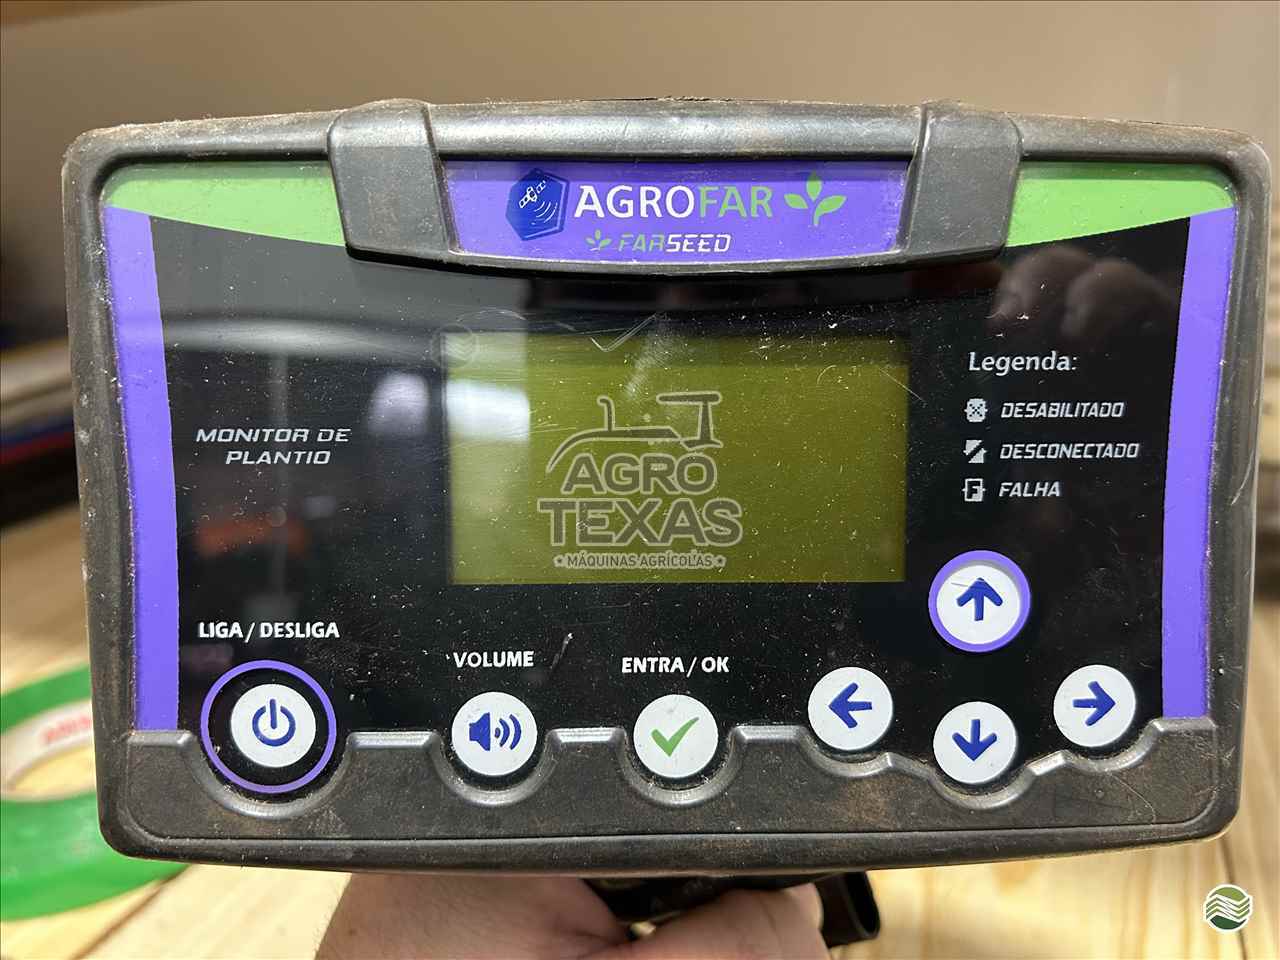 AGROFAR
FARSEED
Legenda:
DESABILITADO
DESCONECTADO
FALHA
MONITOR DE
PLANTIO
AGRO
TEXAS
MÁQUINAS AGRÍCOLAS
LIGA / DESLIGA
VOLUME
ENTRA / OK